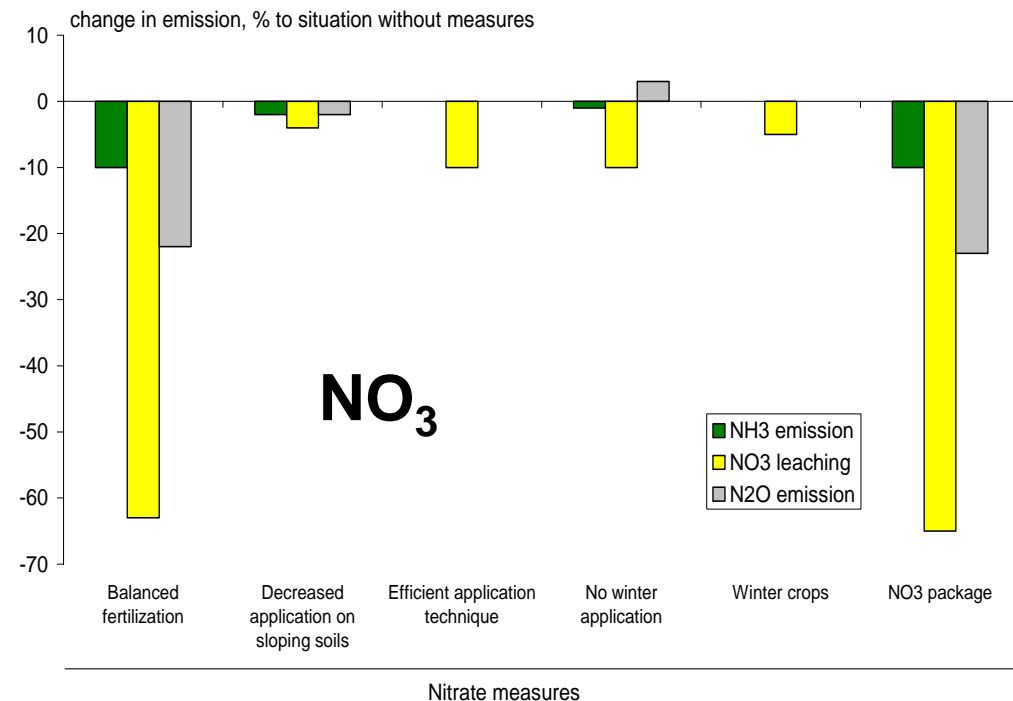 change in emission, % to situation without measures
10
0
-10
-20
-30
-40
-50
-60
-70
NO₃
NH3 emission
NO3 leaching
N2O emission
Balanced
fertilization
Decreased
application on
sloping soils
Efficient application
technique
No winter
application
Winter crops
NO3 package
Nitrate measures